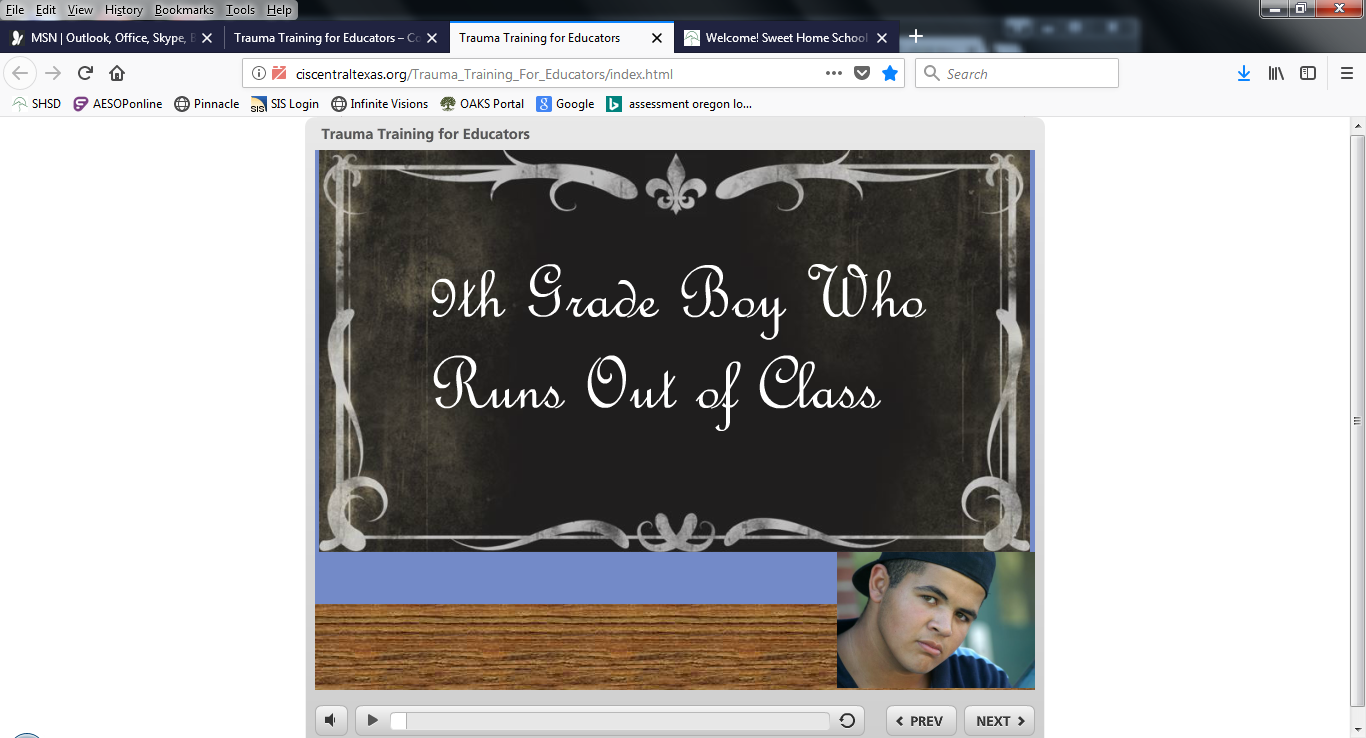 File Edit View History Bookmarks Tools Help
MSN | Outlook, Office, Skype,
Trauma Training for Educators – Co
Trauma Training for Educators
Welcome! Sweet Home School
ciscentraltexas.org/Trauma_Training_For_Educators/index.html
Search
SHSD AESOPonline Pinnacle SIS SIS Login Infinite Visions OAKS Portal Google assessment oregon lo...
Trauma Training for Educators
9th Grade Boy Who
Runs Out of Class
PREV NEXT